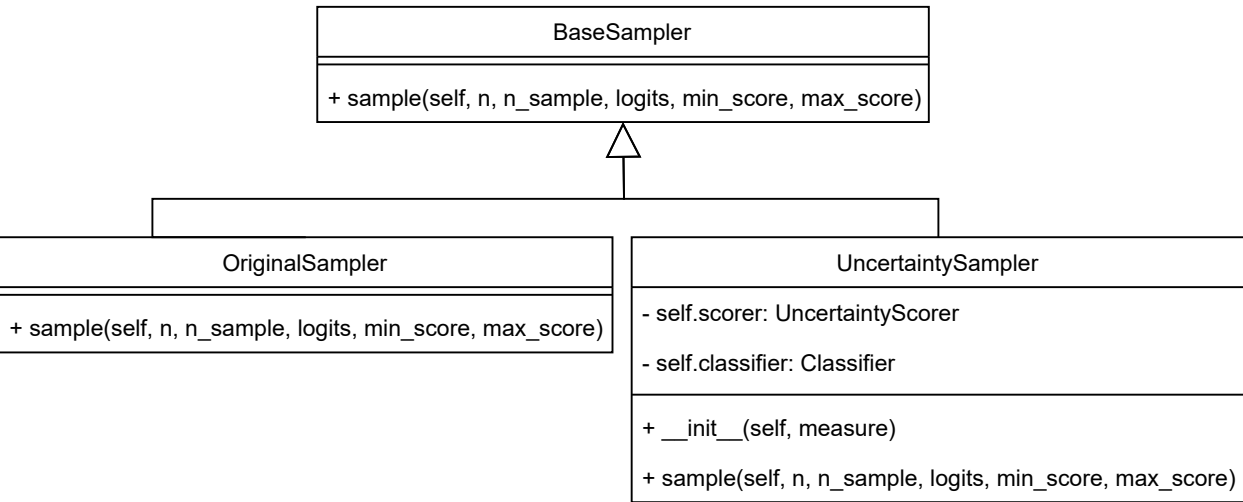 BaseSampler
+ sample(self, n, n_sample, logits, min_score, max_score)
OriginalSampler
+ sample(self, n, n_sample, logits, min_score, max_score)
UncertaintySampler
- self.scorer: UncertaintyScorer
- self.classifier: Classifier
+ __init__(self, measure)
+ sample(self, n, n_sample, logits, min_score, max_score)